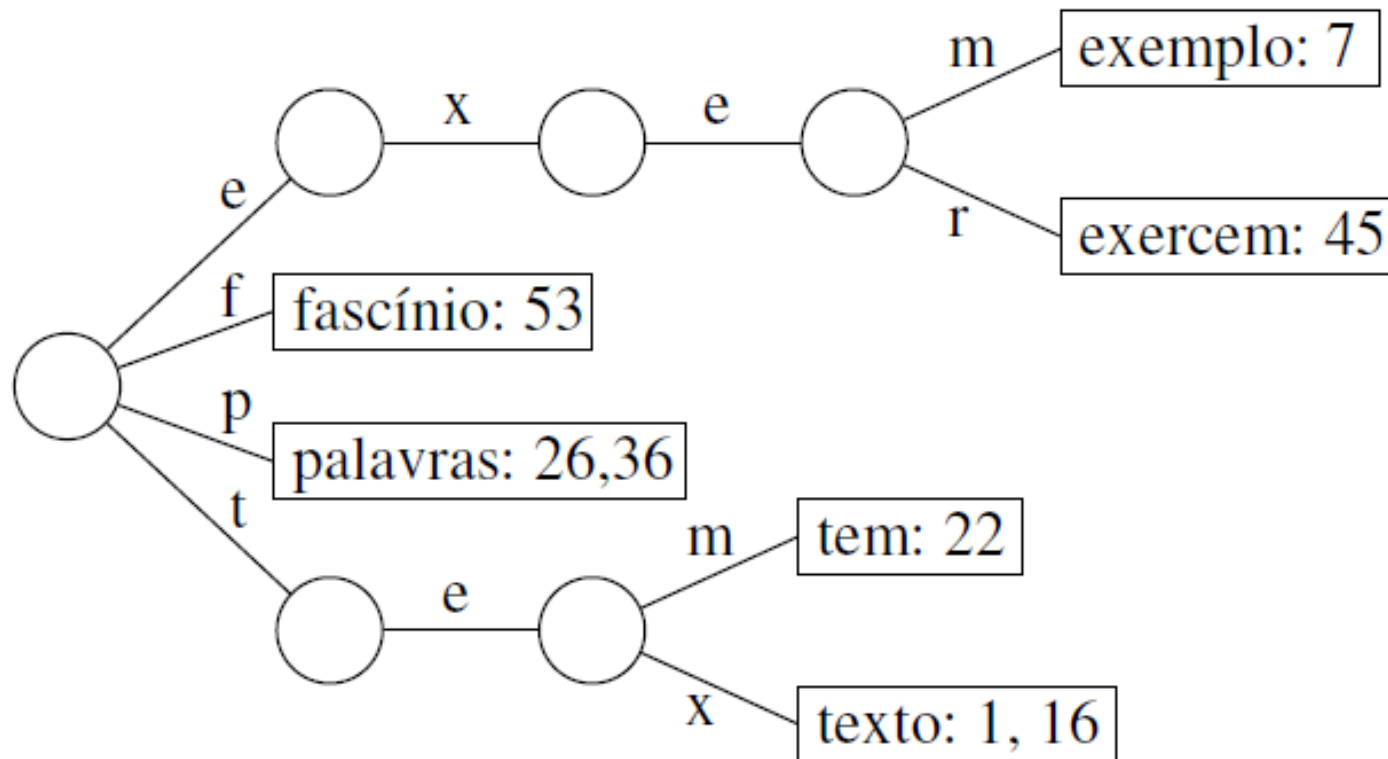 m
exemplo: 7
x
e
e
r
exercem: 45
f
fascínio: 53
p
palavras: 26,36
t
m
tem: 22
e
x
texto: 1, 16